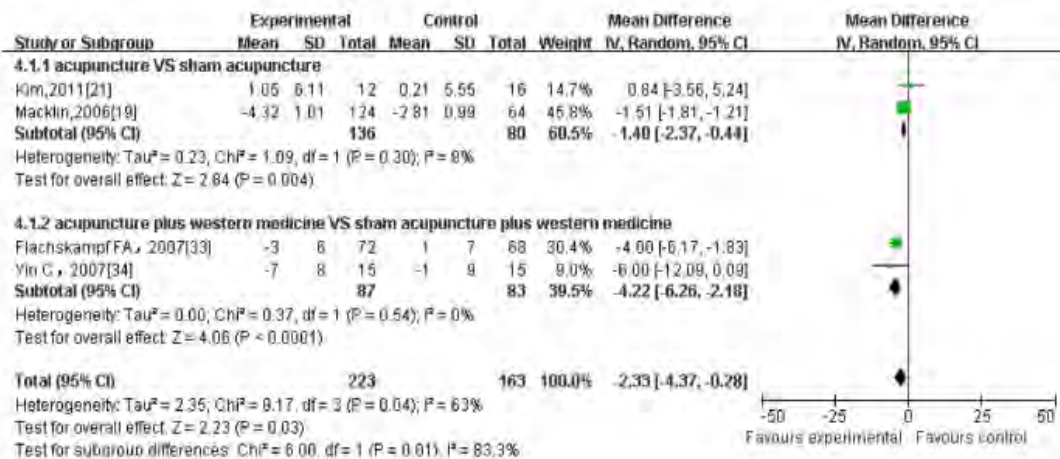 Experimental Control Mean Difference Mean Difference
Study or Subgroup Mean SD Total Mean SD Total Weight IV, Random, 95% CI IV, Random, 95% CI
4.1.1 acupuncture VS sham acupuncture
Kim,2011[21] 1.05 6.11 12 0.21 5.55 16 14.7% 0.84 [-3.56, 5.24]
Macklin,2006[19] -4.32 1.01 124 -2.81 0.99 64 45.8% -1.51 [-1.81, -1.21]
Subtotal (95% CI) 136 80 60.5% -1.40 [-2.37, -0.44]
Heterogeneity: Tau² = 0.23; Chi² = 1.09, df = 1 (P = 0.30); I² = 8%
Test for overall effect: Z = 2.84 (P = 0.004)
4.1.2 acupuncture plus western medicine VS sham acupuncture plus western medicine
Flachskampf FA, 2007[33] -3 6 72 1 7 68 30.4% -4.00 [-6.17, -1.83]
Yin C, 2007[34] -7 8 15 -1 9 15 9.0% -6.00 [-12.09, 0.09]
Subtotal (95% CI) 87 83 39.5% -4.22 [-6.26, -2.18]
Heterogeneity: Tau² = 0.00; Chi² = 0.37, df = 1 (P = 0.54); I² = 0%
Test for overall effect: Z = 4.06 (P < 0.0001)
Total (95% CI) 223 163 100.0% -2.33 [-4.37, -0.28]
Heterogeneity: Tau² = 2.35; Chi² = 8.17, df = 3 (P = 0.04); I² = 63%
Test for overall effect: Z = 2.23 (P = 0.03)
Test for subgroup differences: Chi² = 6.00, df = 1 (P = 0.01), I² = 83.3%
-50 -25 0 25 50
Favours experimental Favours control